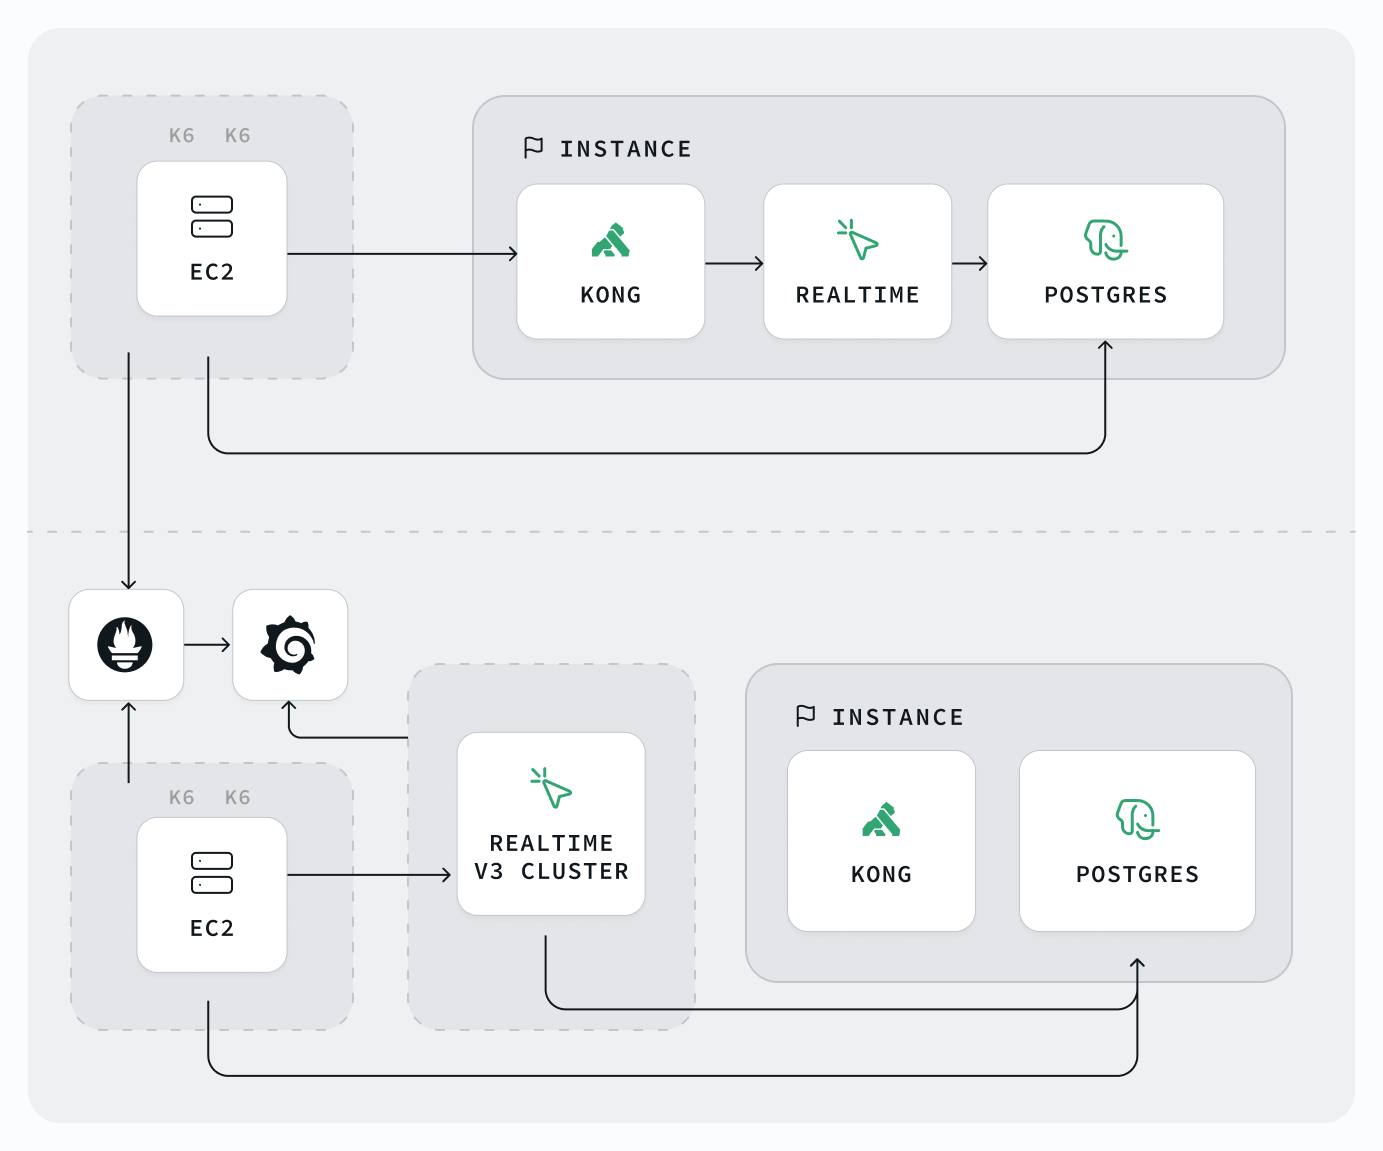 K6 K6
EC2
INSTANCE
KONG
REALTIME
POSTGRES
K6 K6
EC2
REALTIME
V3 CLUSTER
INSTANCE
KONG
POSTGRES